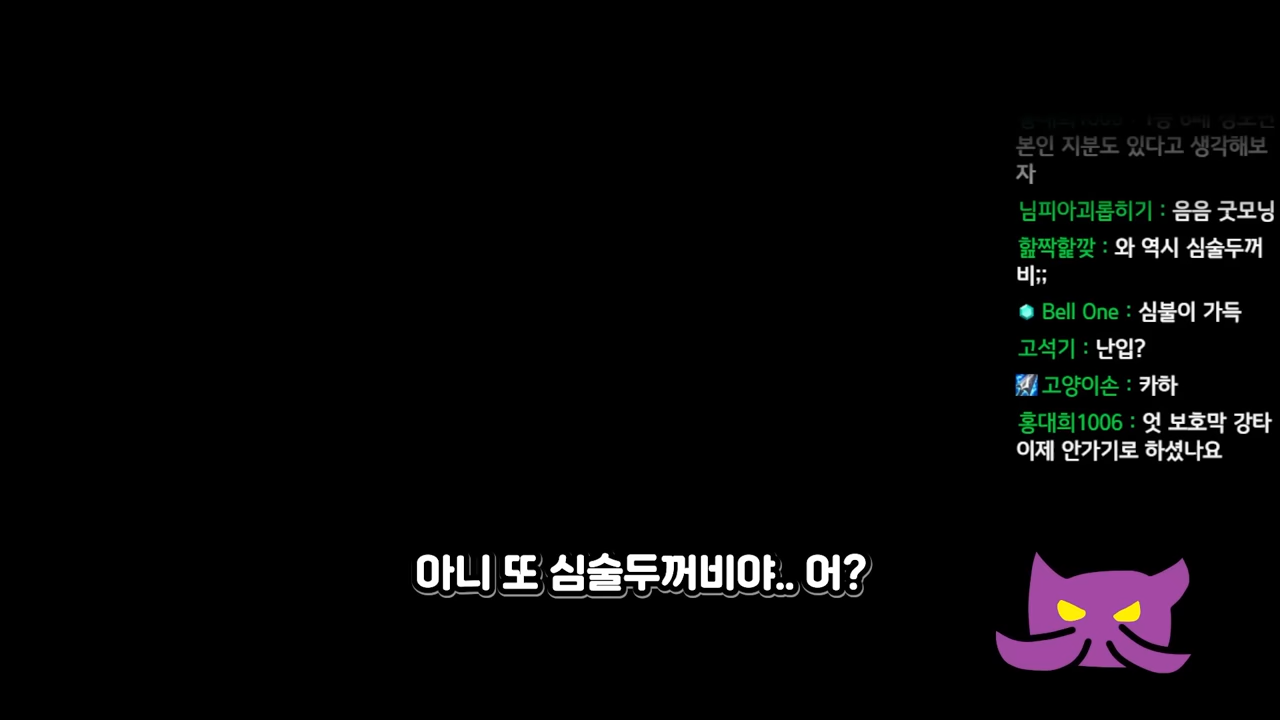 본인 지분도 있다고 생각해보
자
님피아괴롭히기 : 음음 굿모닝
핥짝핥깢 : 와 역시 심술두꺼
비;;
Bell One : 심불이 가득
고석기 : 난입?
고양이손 : 카하
홍대희1006 : 엇 보호막 강타
이제 안가기로 하셨나요
아니 또 심술두꺼비야.. 어?